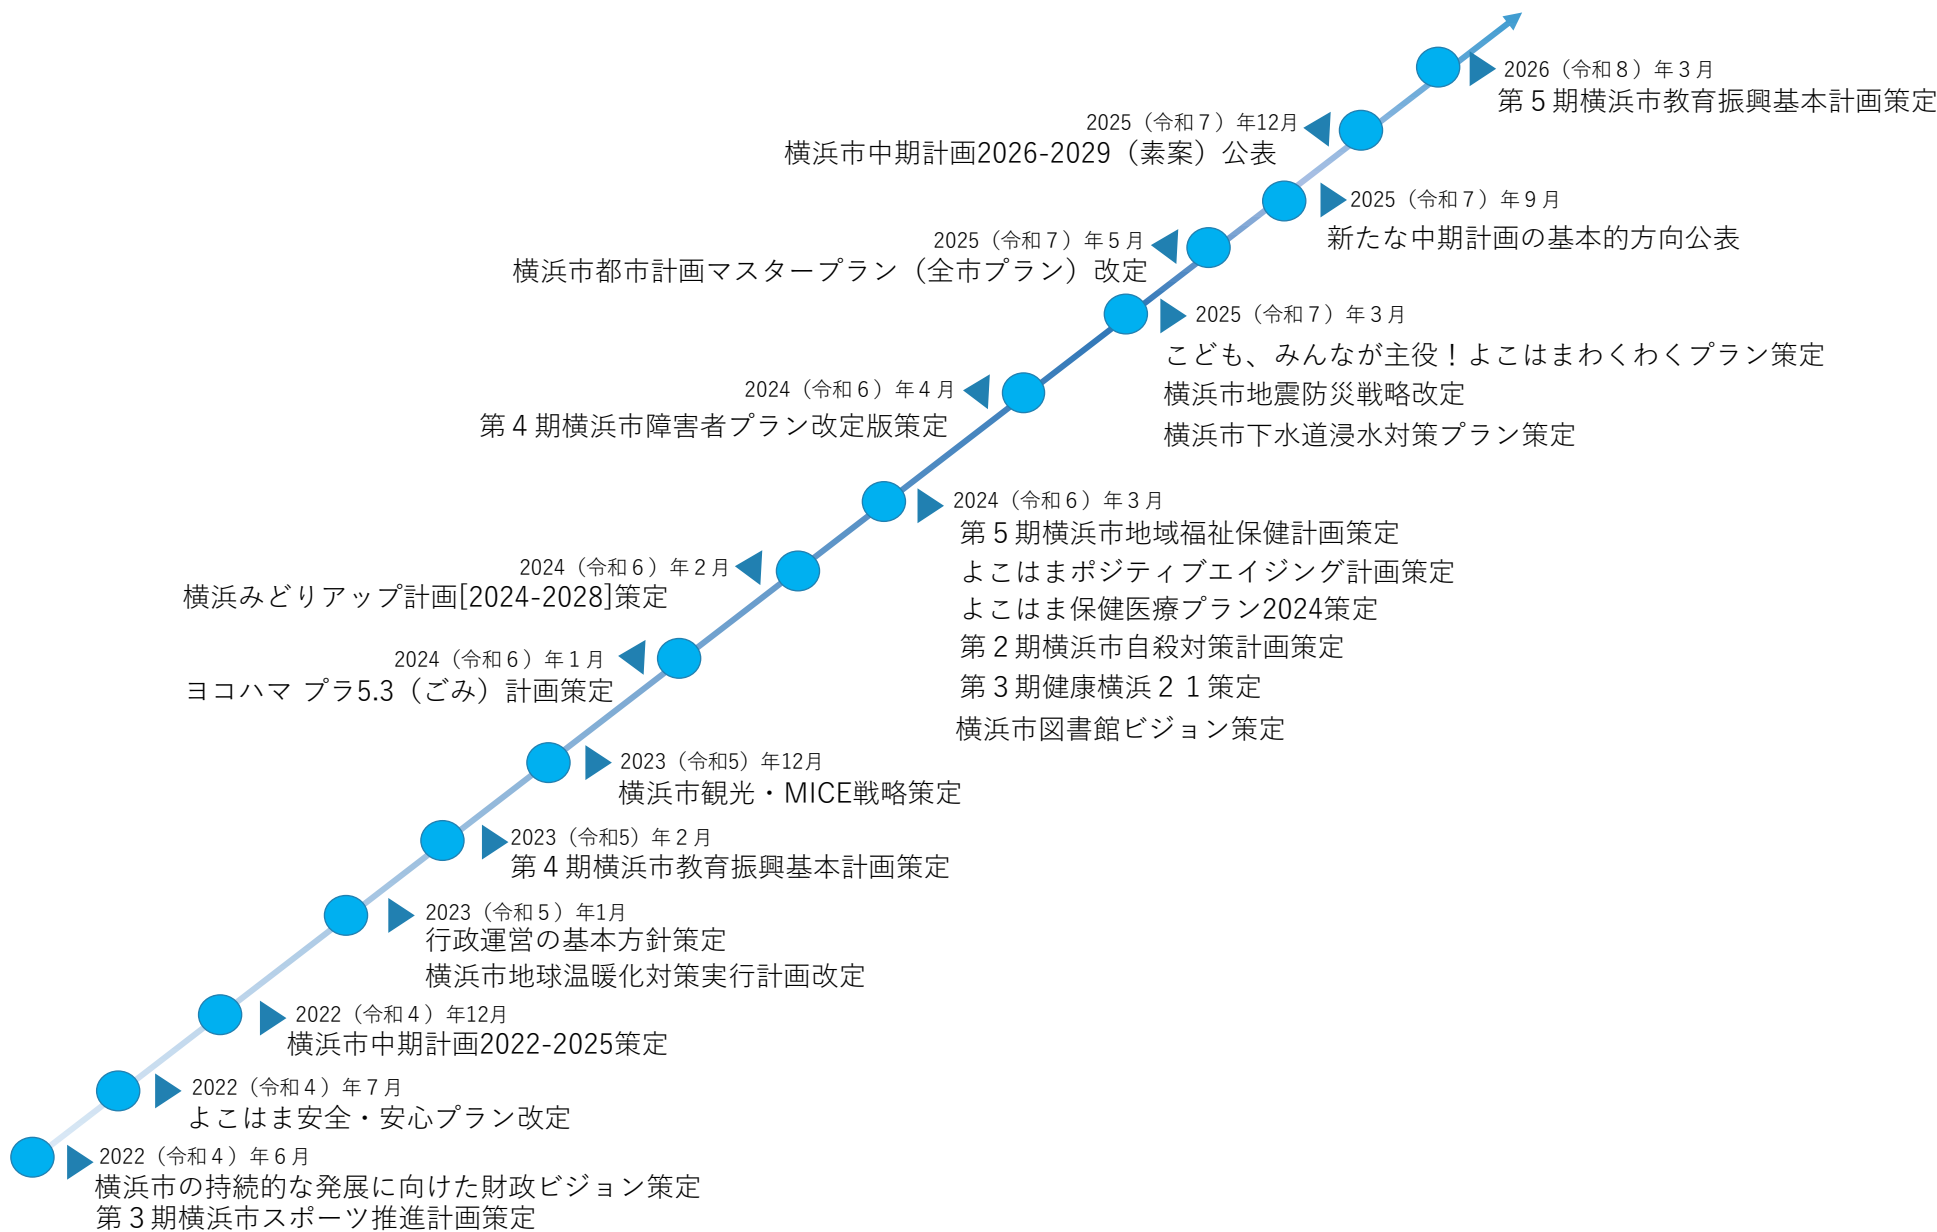 2026（令和８）年３月
第５期横浜市教育振興基本計画策定
2025（令和７）年12月
横浜市中期計画2026-2029（素案）公表
2025（令和７）年９月
新たな中期計画の基本的方向公表
2025（令和７）年５月
横浜市都市計画マスタープラン（全市プラン）改定
2025（令和７）年３月
こども、みんなが主役！よこはまわくわくプラン策定
横浜市地震防災戦略改定
横浜市下水道浸水対策プラン策定
2024（令和６）年４月
第４期横浜市障害者プラン改定版策定
2024（令和６）年３月
第５期横浜市地域福祉保健計画策定
よこはまポジティブエイジング計画策定
よこはま保健医療プラン2024策定
第２期横浜市自殺対策計画策定
第３期健康横浜２１策定
横浜市図書館ビジョン策定
2024（令和６）年２月
横浜みどりアップ計画[2024-2028]策定
2024（令和６）年１月
ヨコハマ プラ5.3（ごみ）計画策定
2023（令和5）年12月
横浜市観光・MICE戦略策定
2023（令和5）年２月
第４期横浜市教育振興基本計画策定
2023（令和５）年1月
行政運営の基本方針策定
横浜市地球温暖化対策実行計画改定
2022（令和４）年12月
横浜市中期計画2022-2025策定
2022（令和４）年７月
よこはま安全・安心プラン改定
2022（令和４）年６月
横浜市の持続的な発展に向けた財政ビジョン策定
第３期横浜市スポーツ推進計画策定